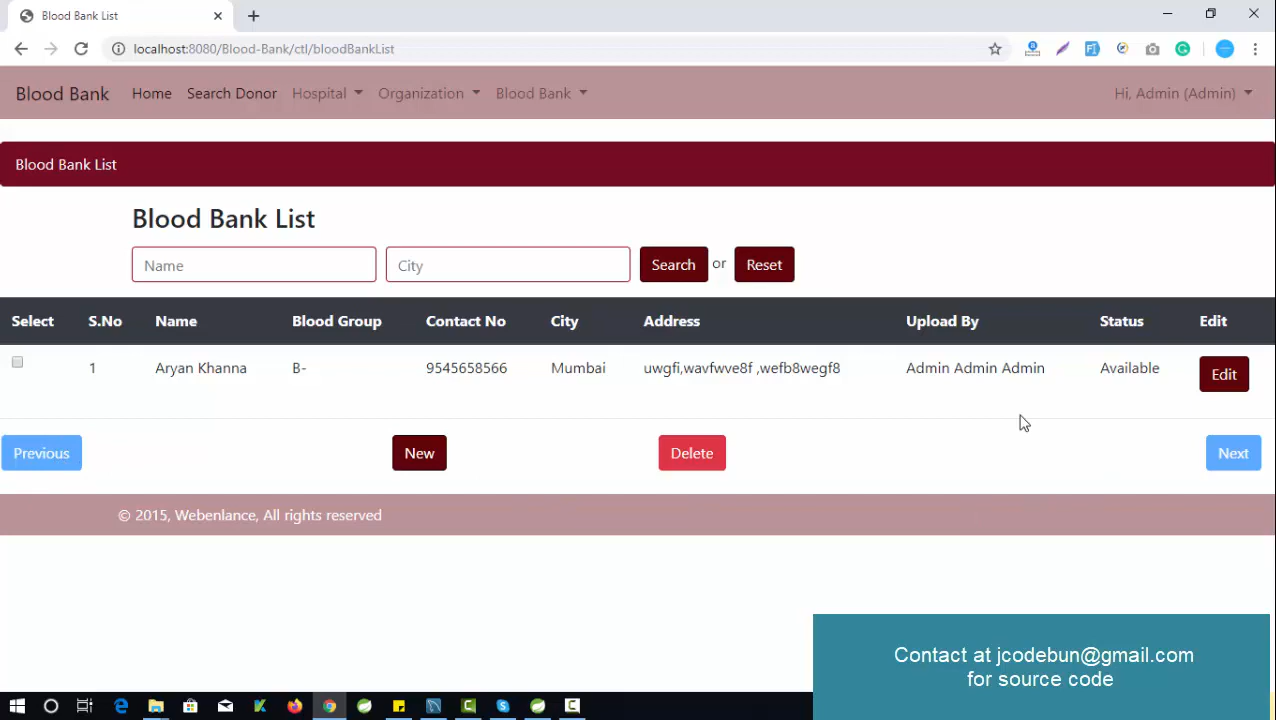 Blood Bank List
localhost:8080/Blood-Bank/ctl/bloodBankList
Blood Bank Home Search Donor Hospital Organization Blood Bank Hi, Admin (Admin)
Blood Bank List
Blood Bank List
Name City Search or Reset
Select S.No Name Blood Group Contact No City Address Upload By Status Edit
1 Aryan Khanna B- 9545658566 Mumbai uwgfi,wavfwve8f ,wefb8wegf8 Admin Admin Admin Available Edit
Previous New Delete Next
© 2015, Webenlance, All rights reserved
Contact at jcodebun@gmail.com
for source code